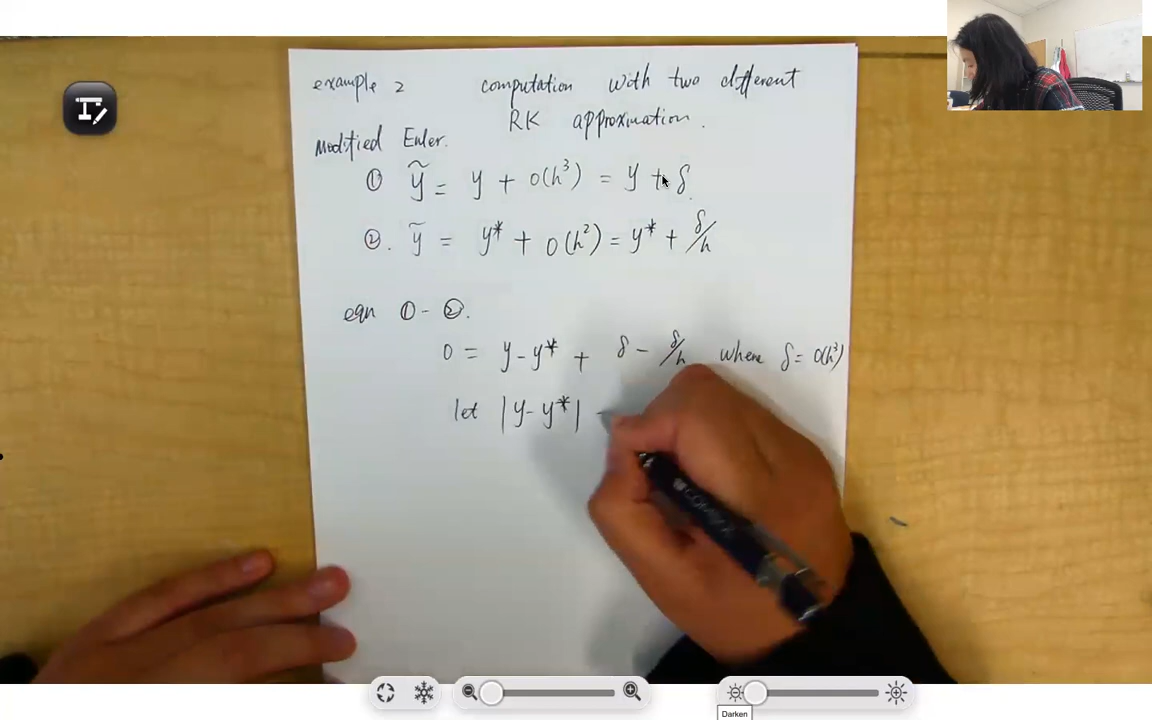 example 2 computation with two different
RK approximation.
Modified Euler.
① ỹ = y + O(h³) = y + δ.
②. ỹ = y* + O(h²) = y* + δ/h
eqn ① - ②.
0 = y - y* + δ - δ/h where δ = O(h³)
let |y - y*|
Darken